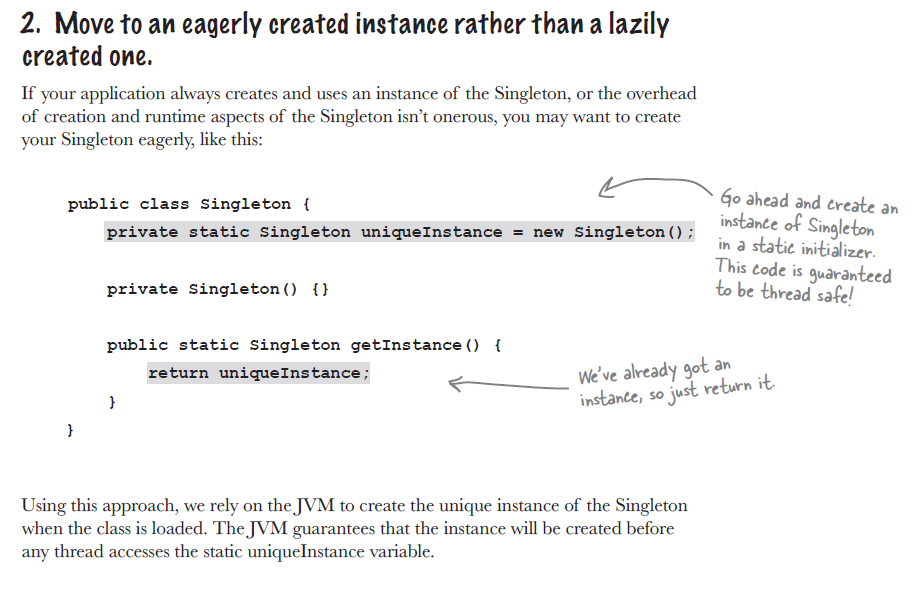 2. Move to an eagerly created instance rather than a lazily
created one.
If your application always creates and uses an instance of the Singleton, or the overhead
of creation and runtime aspects of the Singleton isn't onerous, you may want to create
your Singleton eagerly, like this:
public class Singleton {
private static Singleton uniqueInstance = new Singleton();
private Singleton() {}
public static Singleton getInstance() {
return uniqueInstance;
}
}
Go ahead and create an
instance of Singleton
in a static initializer.
This code is guaranteed
to be thread safe!
We've already got an
instance, so just return it.
Using this approach, we rely on the JVM to create the unique instance of the Singleton
when the class is loaded. The JVM guarantees that the instance will be created before
any thread accesses the static uniqueInstance variable.